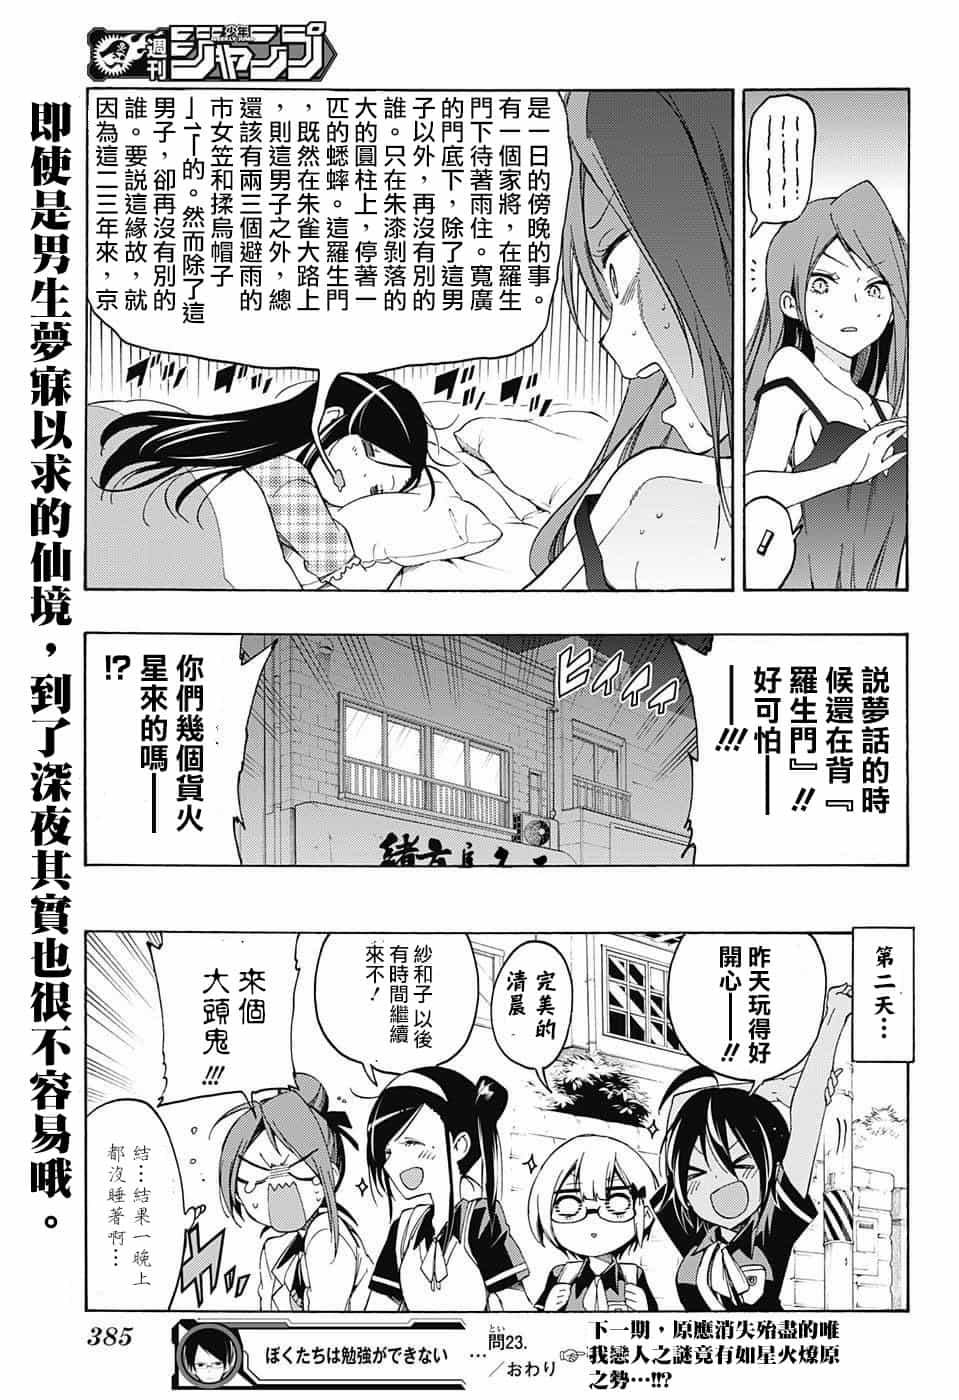 週刊
少年
ジャンプ
是一日的傍晚的事。
有一個家將，在羅生
門下待著雨住。寬廣
的門底下，除了這男
子以外，再沒有別的
誰。只在朱漆剝落的
大的圓柱上，停著一
匹的蟋蟀。這羅生門
，既然在朱雀大路上
，則這男子之外，總
還該有兩三個避雨的
市女笠和揉烏帽子
的。然而除了這
男子，卻再沒有別的
誰。要說這緣故，就
因為這二三年來，京
!
説夢話的時
候還在背『
羅生門』!!
好可怕—
—!!!
你們幾個貨火
星來的嗎—
—!?
第二天…
昨天玩得好
開心—!!
完美的
清晨
紗和子 以後
有時間繼續
來不!
來個
大頭鬼!!!
結…結果一晚上
都沒睡著啊…
即使是男生夢寐以求的仙境，到了深夜其實也很不容易哦。
385
ぼくたちは勉強ができない
…
とい
問23.
／おわり
下一期，原應消失殆盡的唯
☞我戀人之謎竟有如星火燎原
之勢…!!?